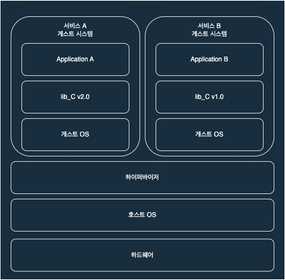 서비스 A
게스트 시스템
Application A
lib_C v2.0
게스트 OS
서비스 B
게스트 시스템
Application B
lib_C v1.0
게스트 OS
하이퍼바이저
호스트 OS
하드웨어